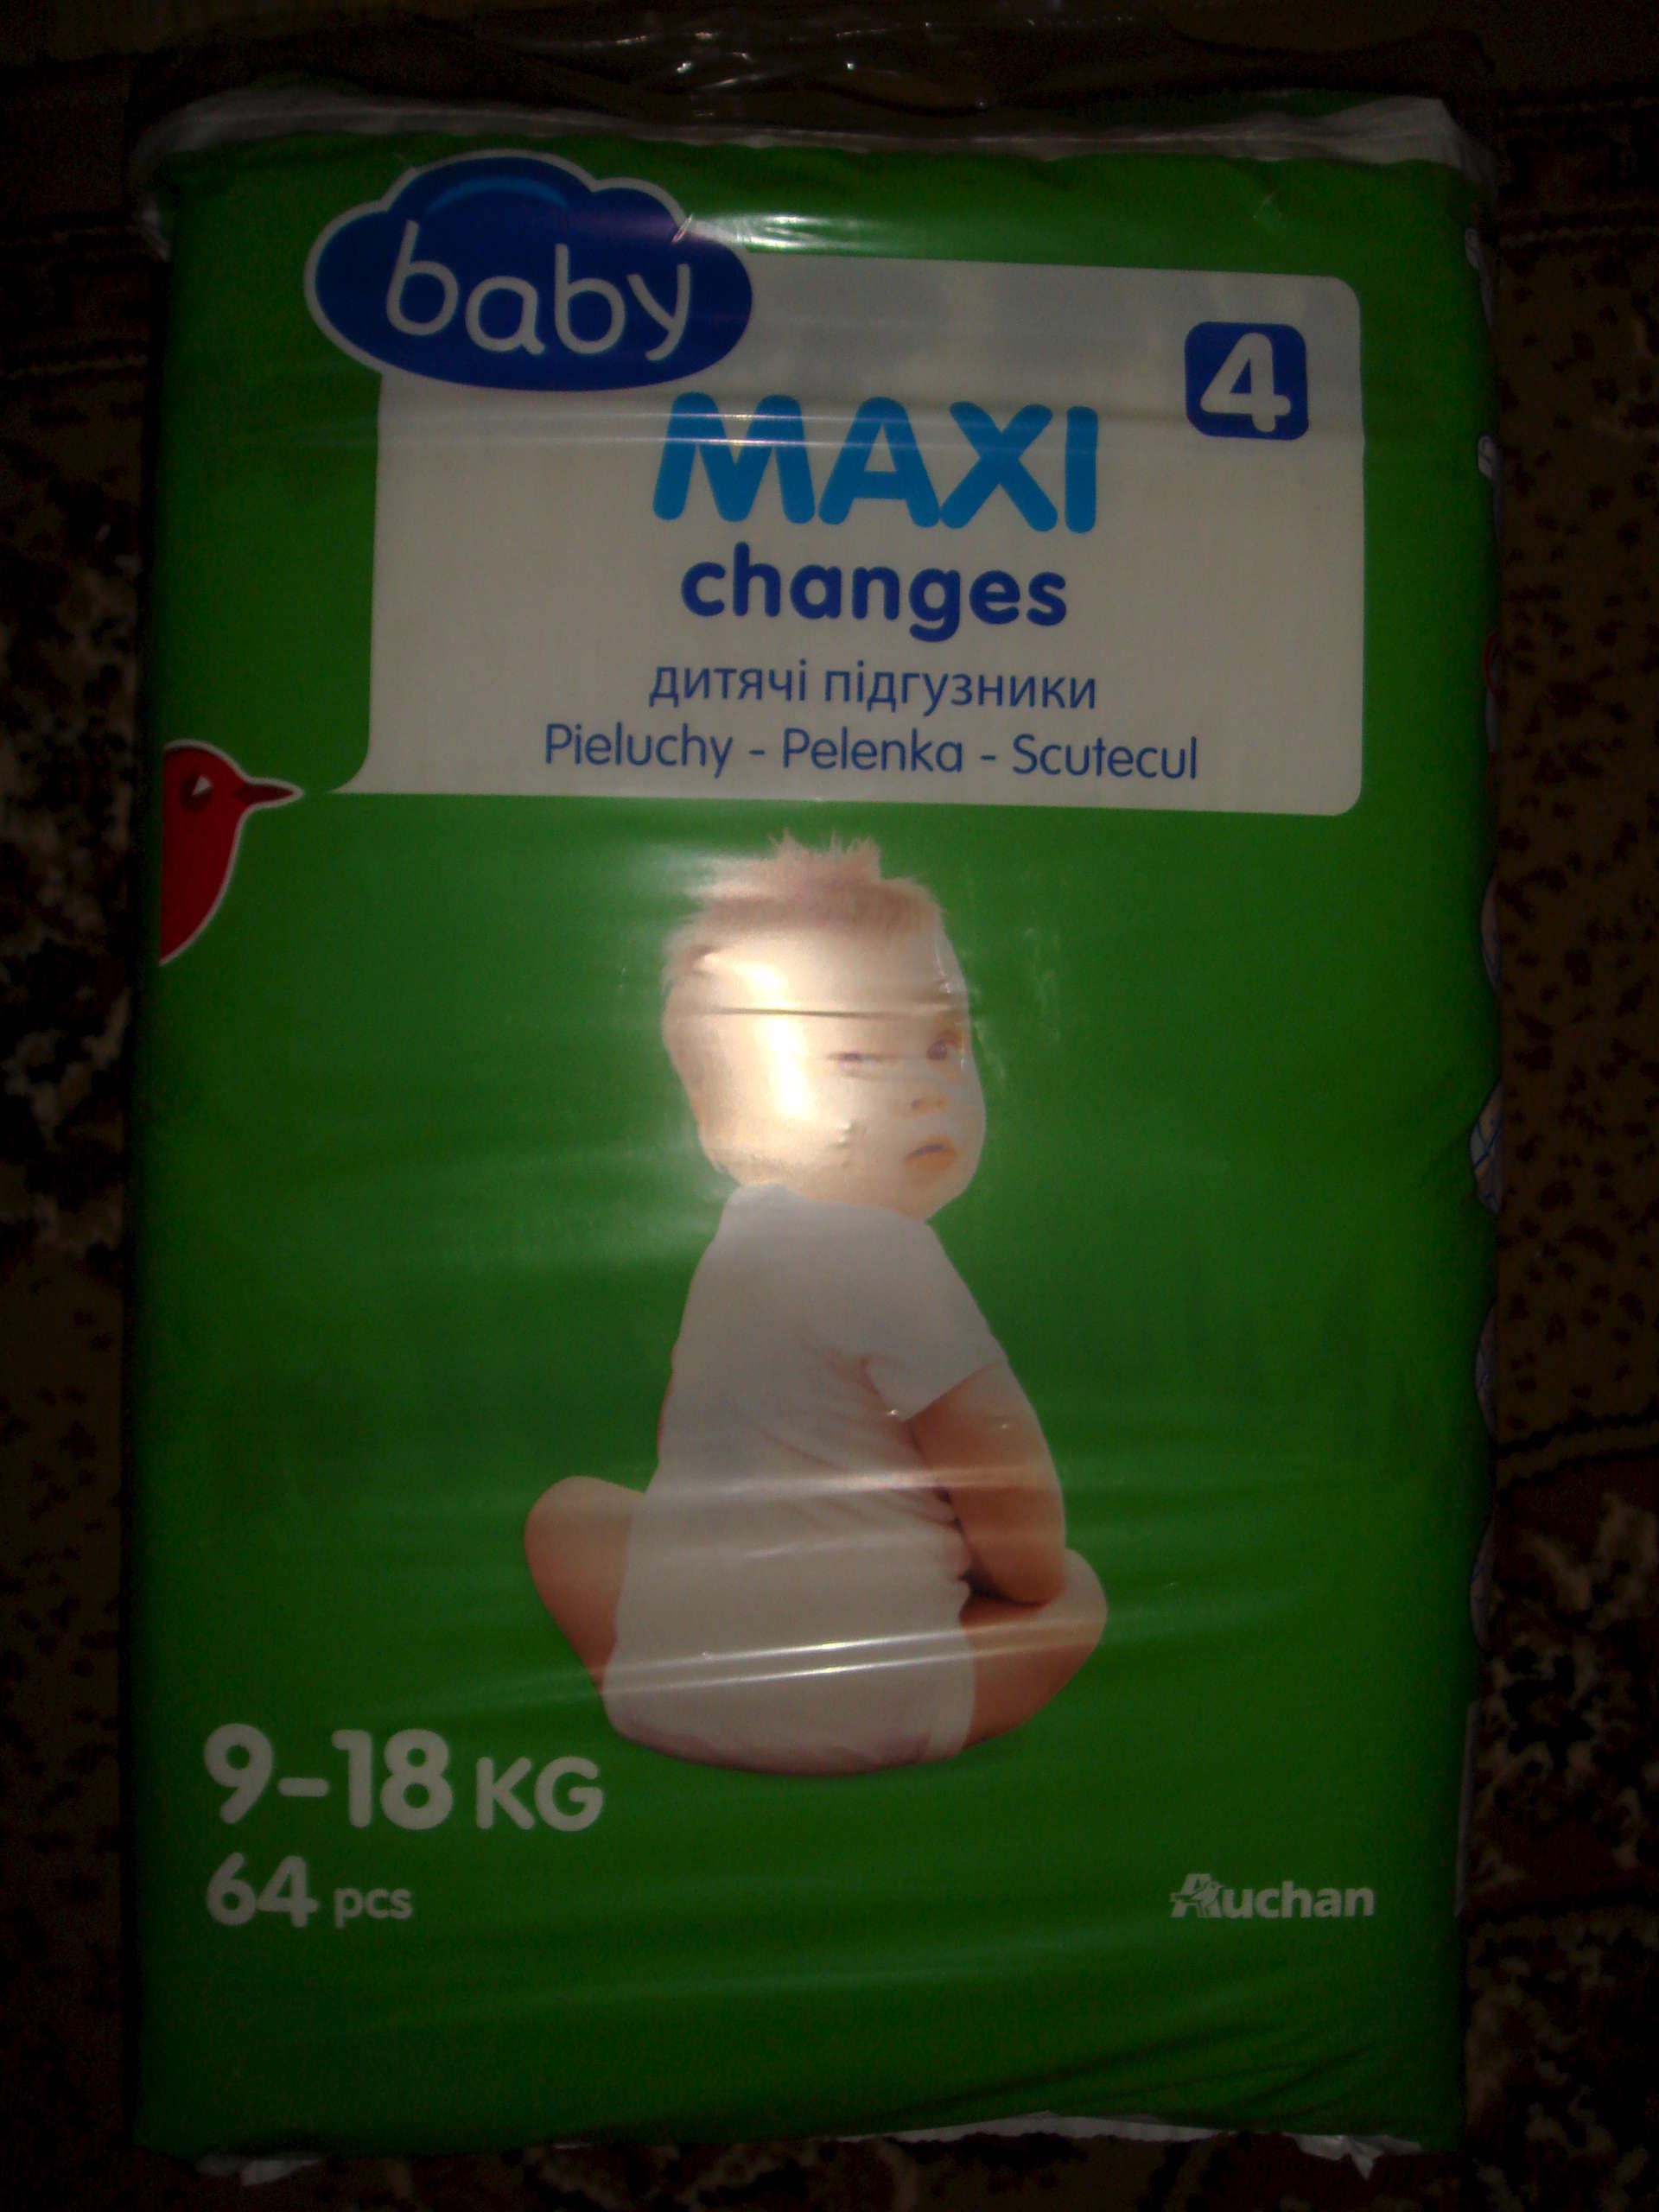 baby
4
MAXI
changes
дитячі підгузники
Pieluchy - Pelenka - Scutecul
9-18 KG
64 pcs
Auchan